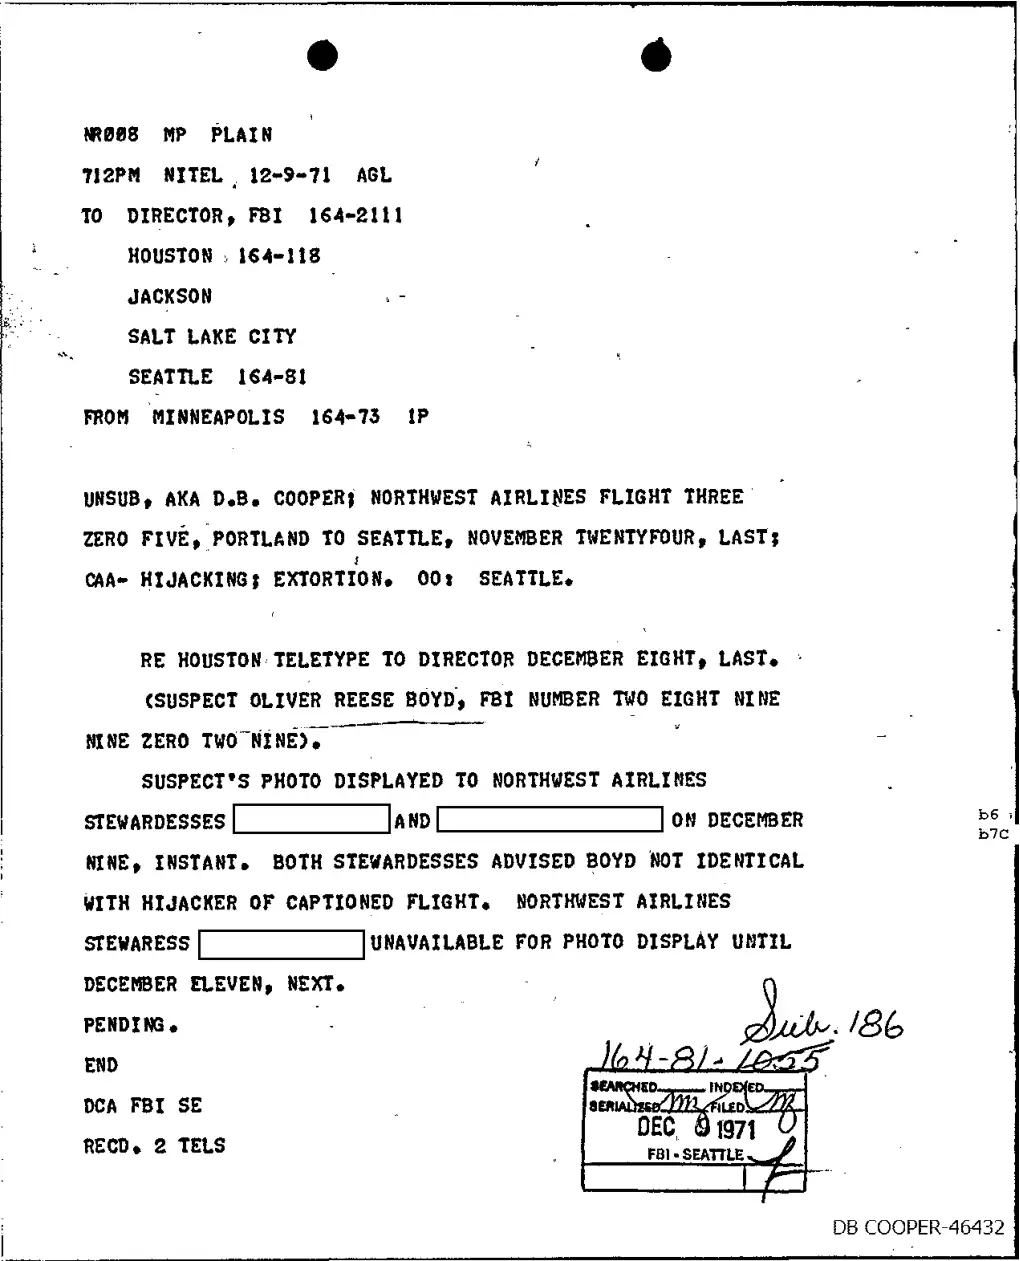 NR008 MP PLAIN
712PM NITEL 12-9-71 AGL
TO DIRECTOR, FBI 164-2111
HOUSTON 164-118
JACKSON
SALT LAKE CITY
SEATTLE 164-81
FROM MINNEAPOLIS 164-73 1P
UNSUB, AKA D.B. COOPER; NORTHWEST AIRLINES FLIGHT THREE
ZERO FIVE, PORTLAND TO SEATTLE, NOVEMBER TWENTYFOUR, LAST;
CAA- HIJACKING; EXTORTION. OO: SEATTLE.
RE HOUSTON TELETYPE TO DIRECTOR DECEMBER EIGHT, LAST.
(SUSPECT OLIVER REESE BOYD, FBI NUMBER TWO EIGHT NINE
NINE ZERO TWO NINE).
SUSPECT'S PHOTO DISPLAYED TO NORTHWEST AIRLINES
STEWARDESSES AND ON DECEMBER
b6
b7C
NINE, INSTANT. BOTH STEWARDESSES ADVISED BOYD NOT IDENTICAL
WITH HIJACKER OF CAPTIONED FLIGHT. NORTHWEST AIRLINES
STEWARESS UNAVAILABLE FOR PHOTO DISPLAY UNTIL
DECEMBER ELEVEN, NEXT.
PENDING.
END
DCA FBI SE
RECD. 2 TELS
Sub. 186
164-81-1055
SEARCHED INDEXED
SERIALIZED FILED
DEC 9 1971
FBI - SEATTLE
DB COOPER-46432